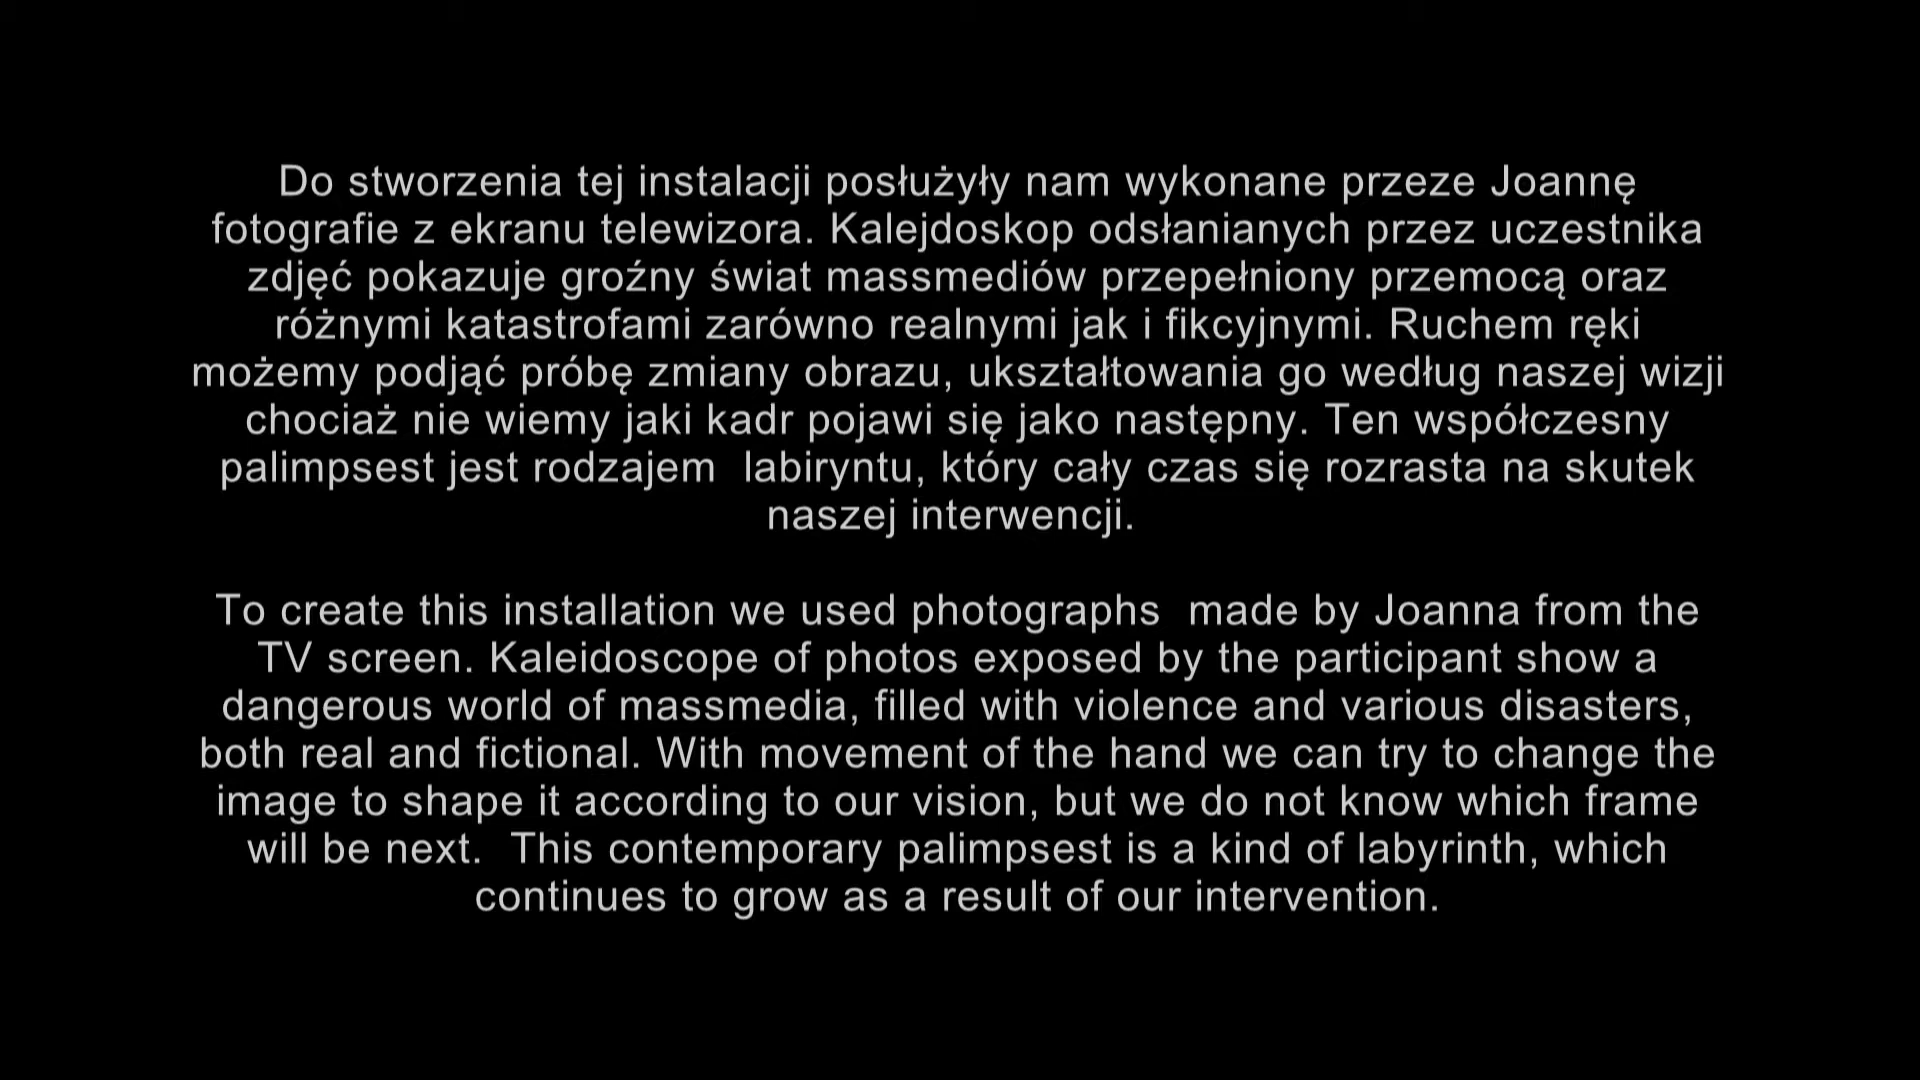 Do stworzenia tej instalacji posłużyły nam wykonane przeze Joannę
fotografie z ekranu telewizora. Kalejdoskop odsłanianych przez uczestnika
zdjęć pokazuje groźny świat massmediów przepełniony przemocą oraz
różnymi katastrofami zarówno realnymi jak i fikcyjnymi. Ruchem ręki
możemy podjąć próbę zmiany obrazu, ukształtowania go według naszej wizji
chociaż nie wiemy jaki kadr pojawi się jako następny. Ten współczesny
palimpsest jest rodzajem  labiryntu, który cały czas się rozrasta na skutek
naszej interwencji.
To create this installation we used photographs  made by Joanna from the
TV screen. Kaleidoscope of photos exposed by the participant show a
dangerous world of massmedia, filled with violence and various disasters,
both real and fictional. With movement of the hand we can try to change the
image to shape it according to our vision, but we do not know which frame
will be next.  This contemporary palimpsest is a kind of labyrinth, which
continues to grow as a result of our intervention.